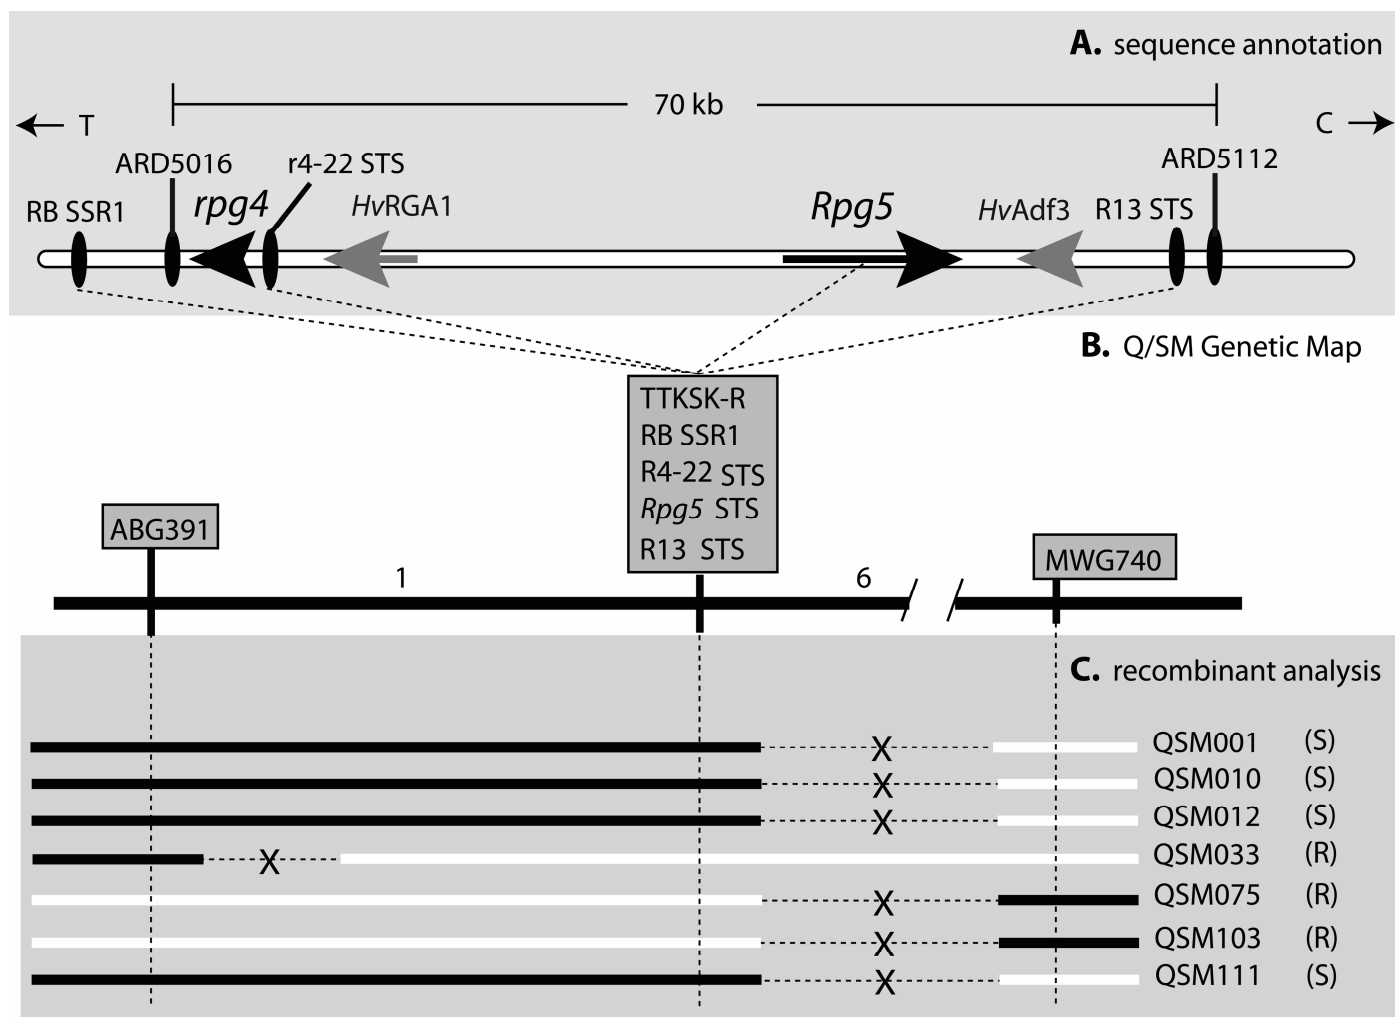 A. sequence annotation
70 kb
T
C
ARD5016
r4-22 STS
ARD5112
RB SSR1
rpg4
HvRGA1
Rpg5
HvAdf3
R13 STS
B. Q/SM Genetic Map
TTKSK-R
RB SSR1
R4-22 STS
Rpg5 STS
R13 STS
ABG391
MWG740
1
6
C. recombinant analysis
X
QSM001 (S)
X
QSM010 (S)
X
QSM012 (S)
X
QSM033 (R)
X
QSM075 (R)
X
QSM103 (R)
X
QSM111 (S)